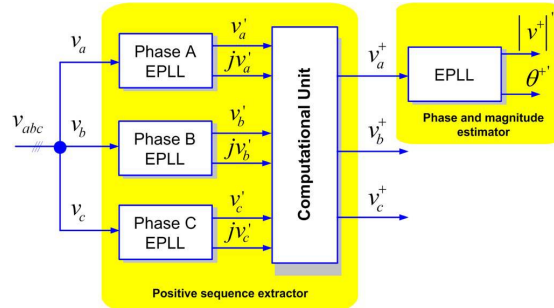 v_abc
v_a
v_b
v_c
Phase A
EPLL
Phase B
EPLL
Phase C
EPLL
v_a'
jv_a'
v_b'
jv_b'
v_c'
jv_c'
Computational Unit
v_a^+
v_b^+
v_c^+
EPLL
|v^+|'
θ^+'
Phase and magnitude
estimator
Positive sequence extractor